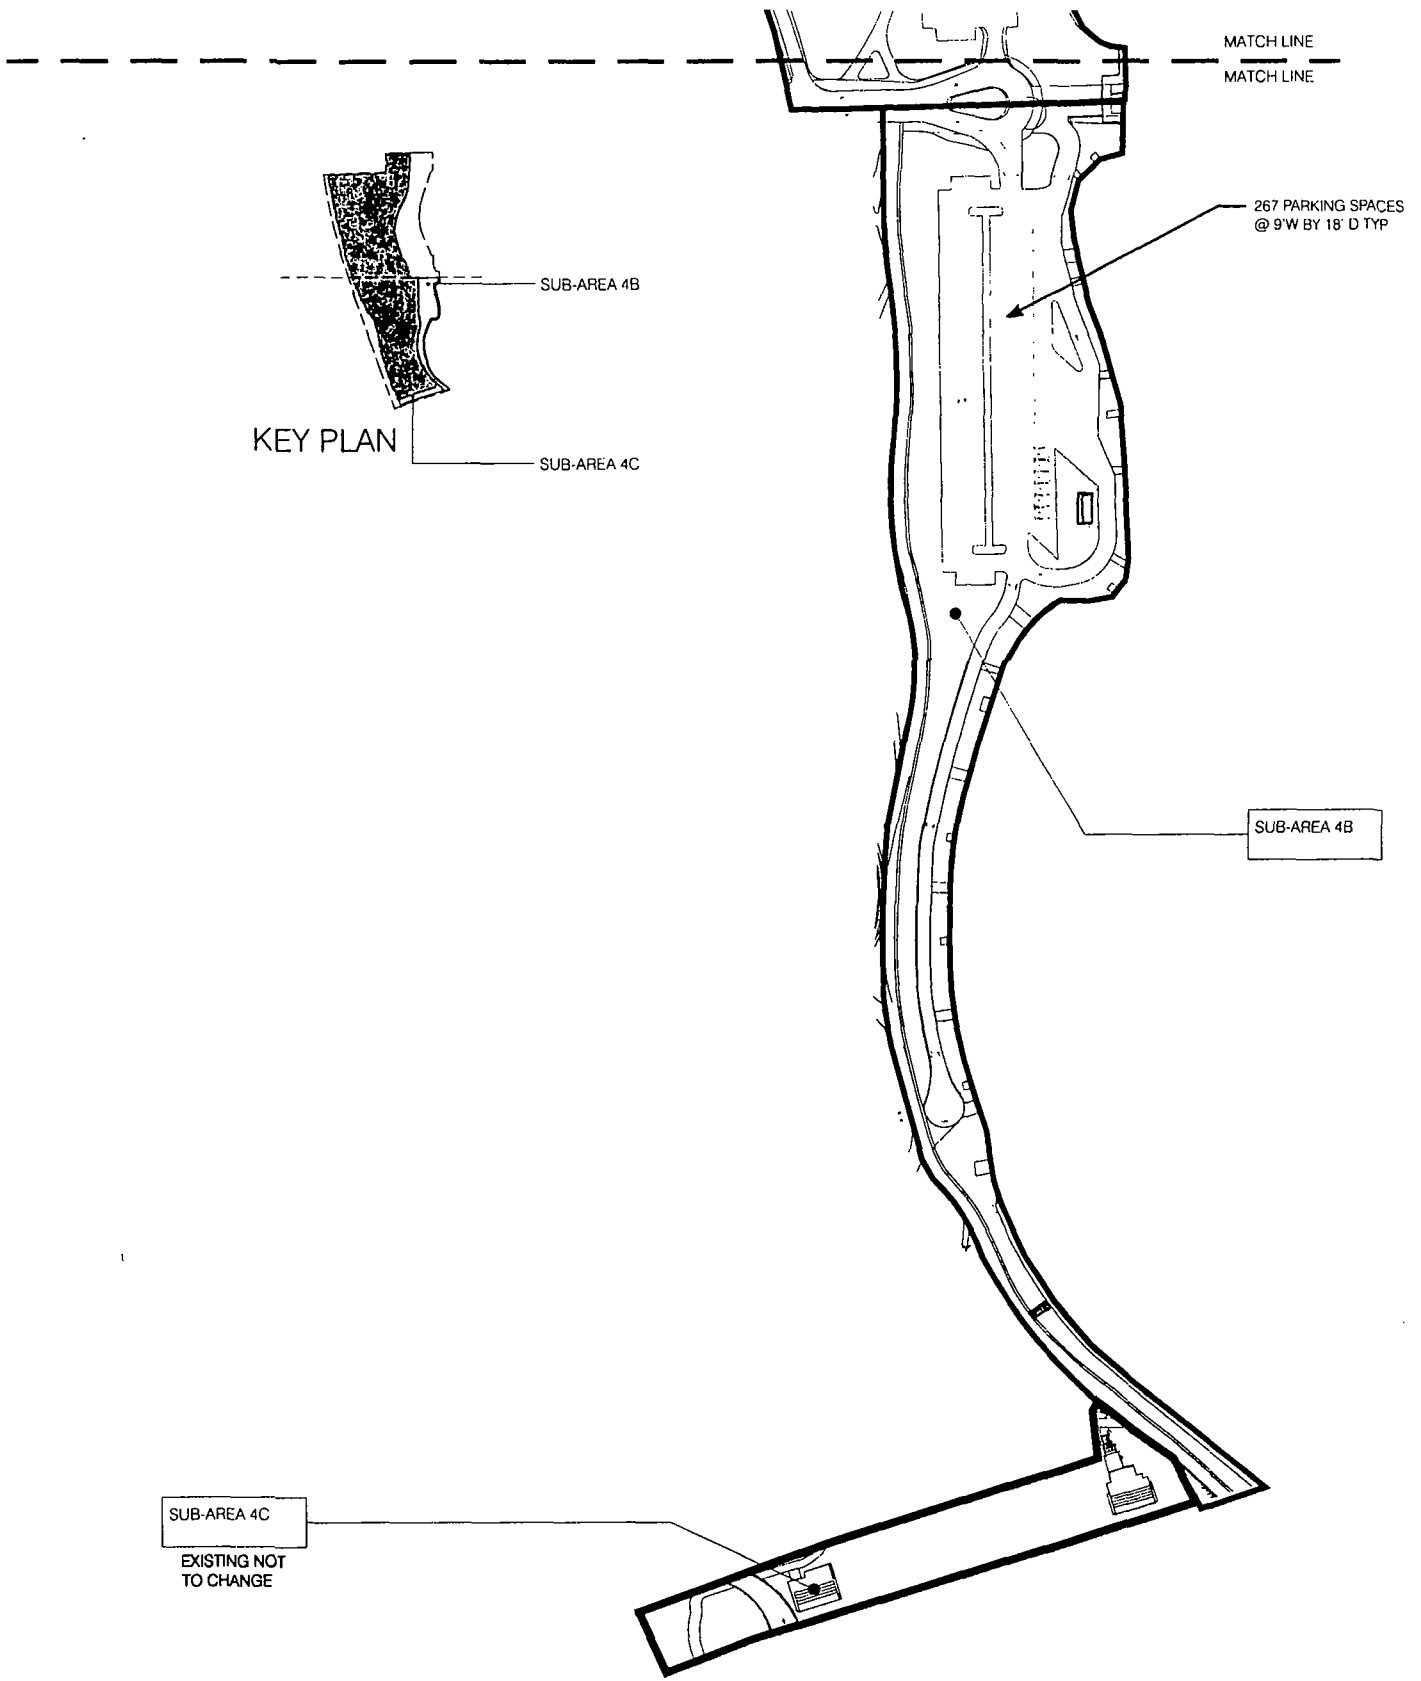 MATCH LINE
MATCH LINE
267 PARKING SPACES
@ 9'W BY 18' D TYP
SUB-AREA 4B
KEY PLAN
SUB-AREA 4C
SUB-AREA 4B
SUB-AREA 4C
EXISTING NOT
TO CHANGE